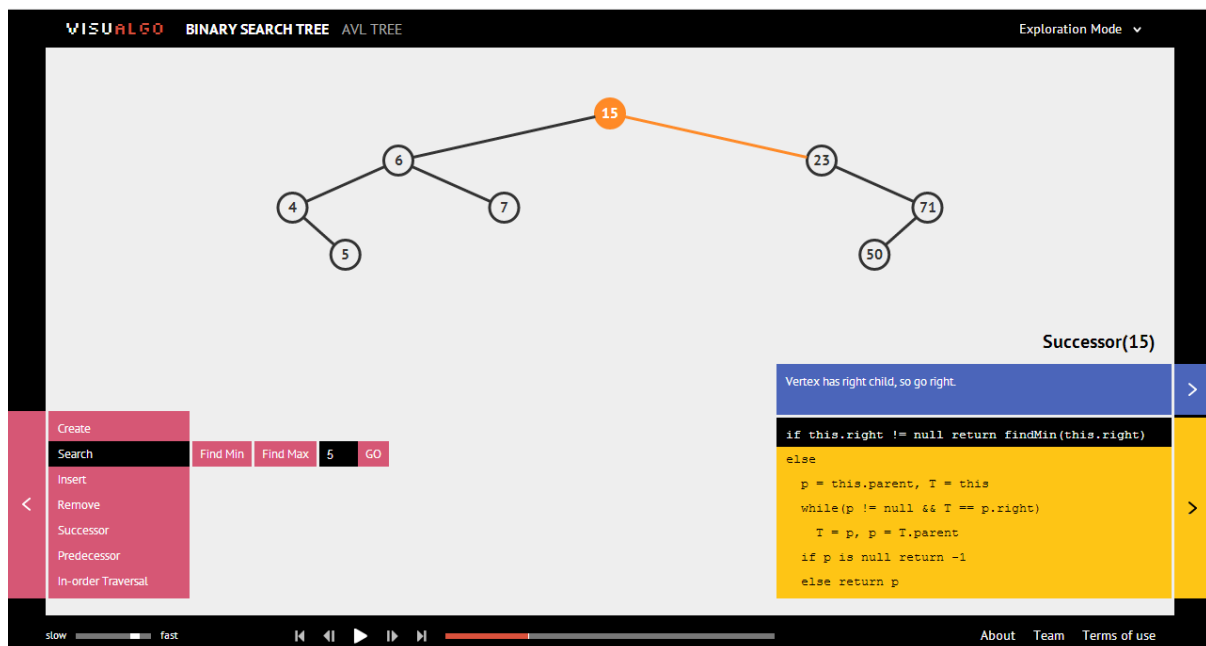 VISUALGO BINARY SEARCH TREE AVL TREE Exploration Mode
15
6 23
4 7 71
5 50
Successor(15)
Vertex has right child, so go right.
Create
Search Find Min Find Max 5 GO
Insert
Remove
Successor
Predecessor
In-order Traversal
if this.right != null return findMin(this.right)
else
p = this.parent, T = this
while(p != null && T == p.right)
T = p, p = T.parent
if p is null return -1
else return p
slow fast About Team Terms of use